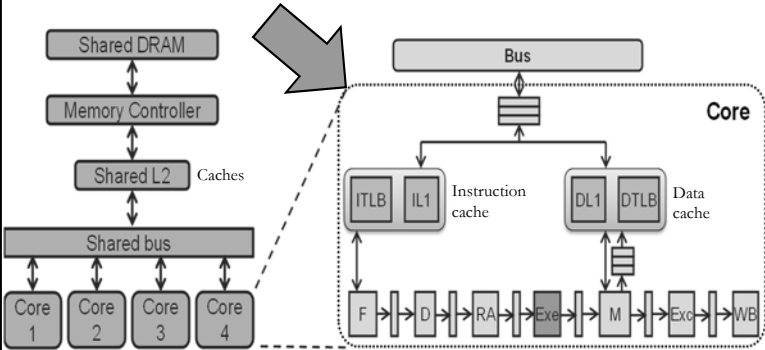 Shared DRAM
Memory Controller
Shared L2
Caches
Shared bus
Core
1
Core
2
Core
3
Core
4
Bus
Core
ITLB
IL1
Instruction
cache
DL1
DTLB
Data
cache
F
D
RA
Exe
M
Exc
WB